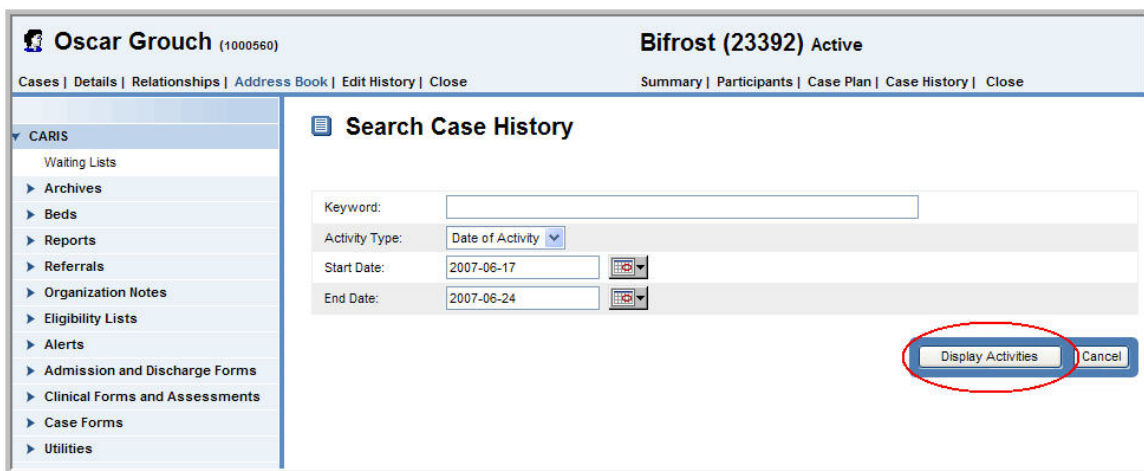 Oscar Grouch (1000560)
Bifrost (23392) Active
Cases | Details | Relationships | Address Book | Edit History | Close
Summary | Participants | Case Plan | Case History | Close
CARIS
Waiting Lists
Archives
Beds
Reports
Referrals
Organization Notes
Eligibility Lists
Alerts
Admission and Discharge Forms
Clinical Forms and Assessments
Case Forms
Utilities
Search Case History
Keyword:
Activity Type: Date of Activity
Start Date: 2007-06-17
End Date: 2007-06-24
Display Activities Cancel